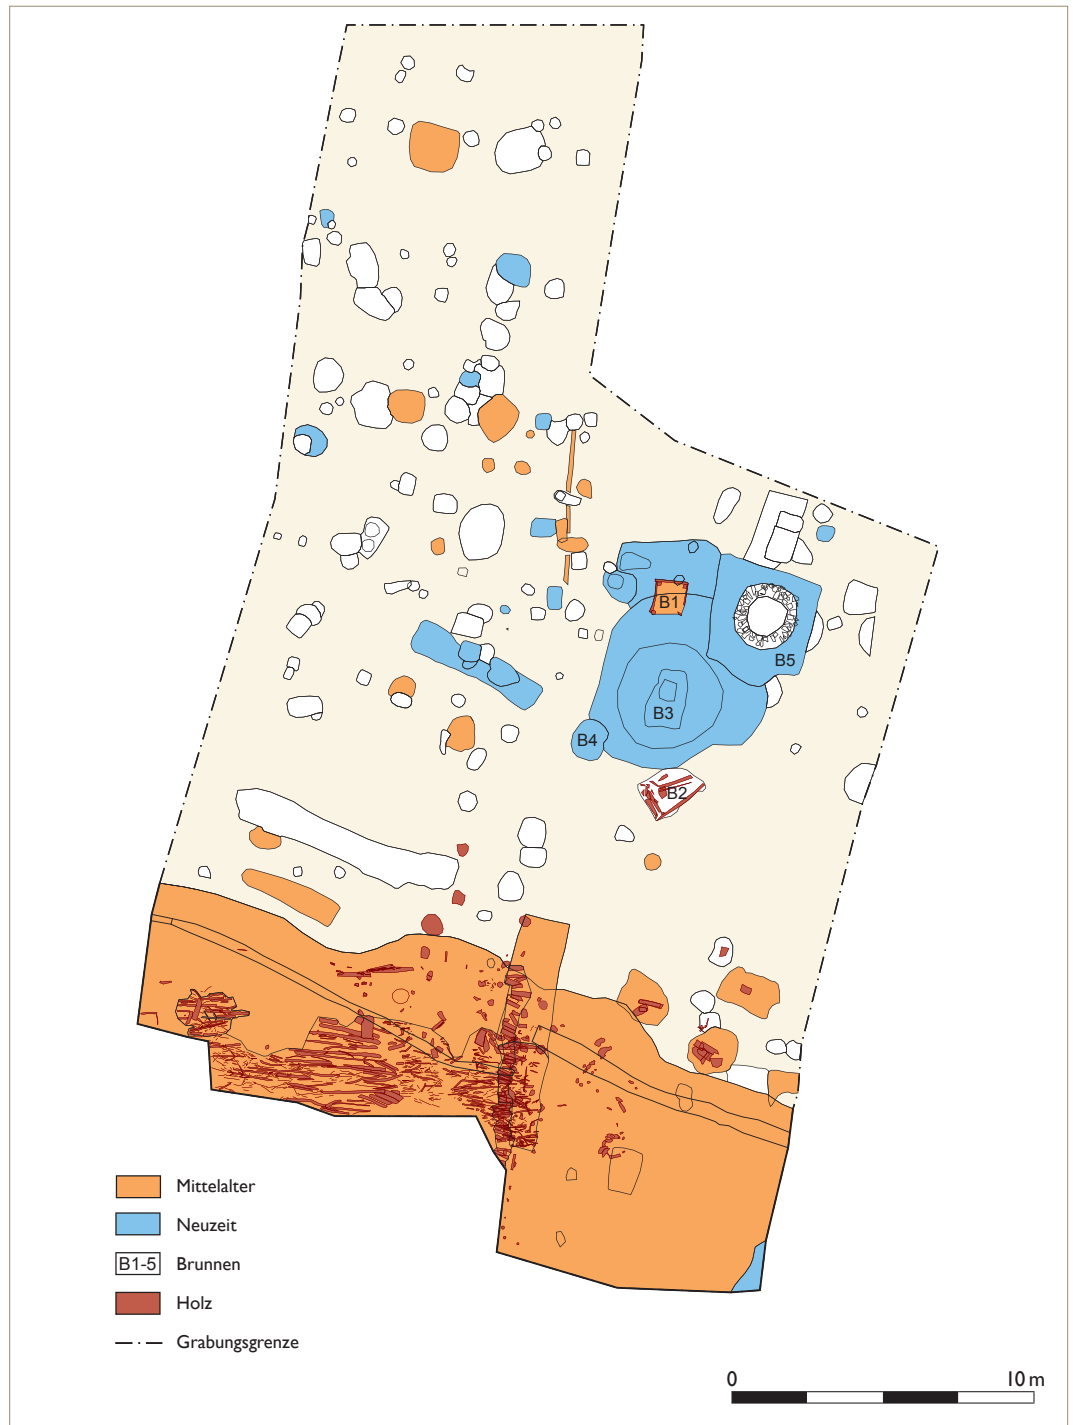 B1
B5
B3
B4
B2
Mittelalter
Neuzeit
B1-5 Brunnen
Holz
Grabungsgrenze
0 10 m